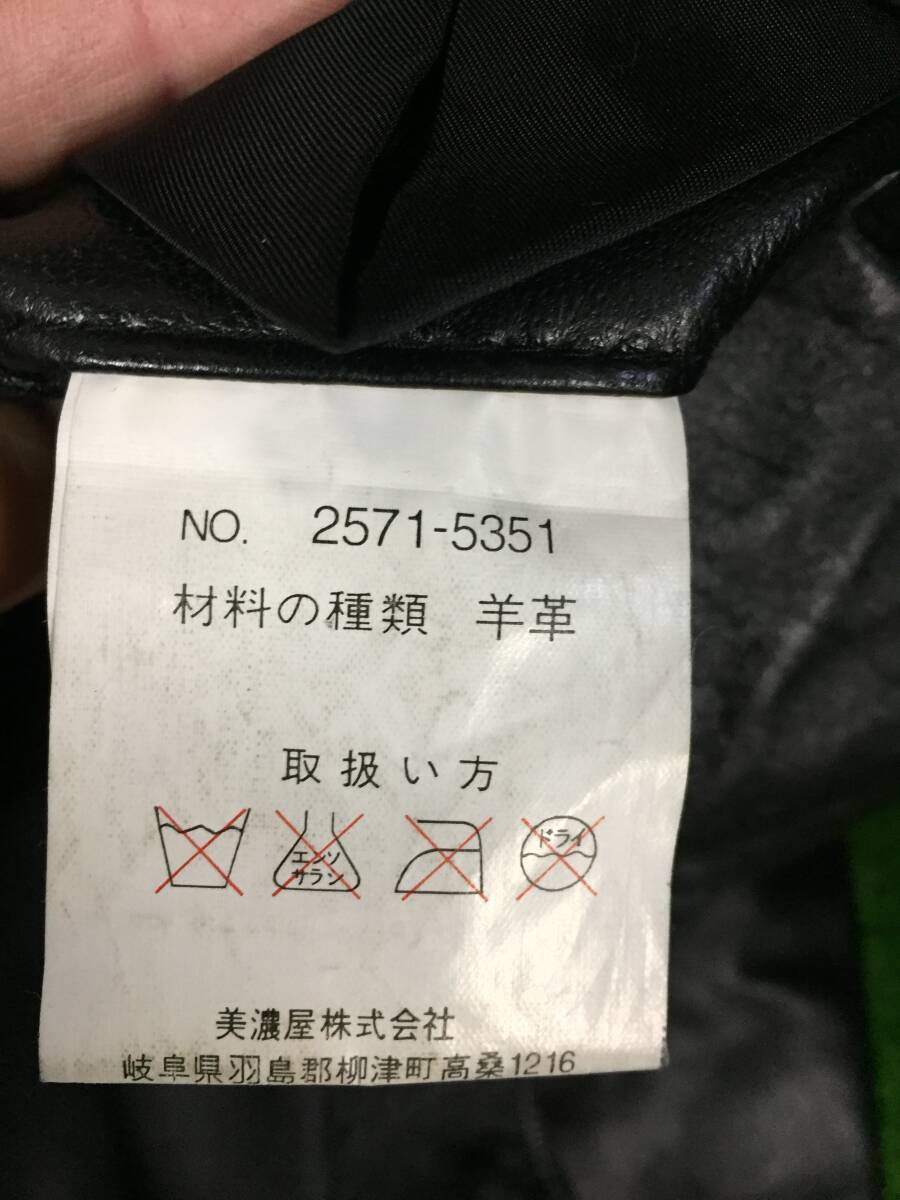 NO. 2571-5351
材料の種類 羊革
取扱い方
エンソ
サラシ
ドライ
美濃屋株式会社
岐阜県羽島郡柳津町高桑1216